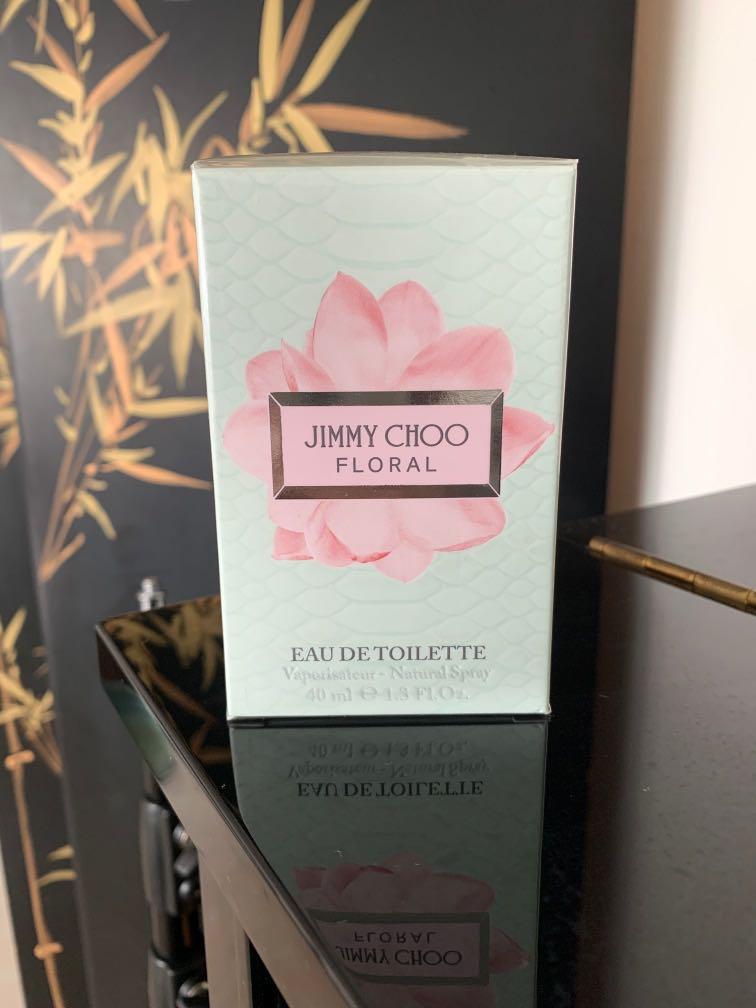 JIMMY CHOO
FLORAL
EAU DE TOILETTE
Vaporisateur - Natural Spray
40 ml ℮ 1.3 Fl.Oz.